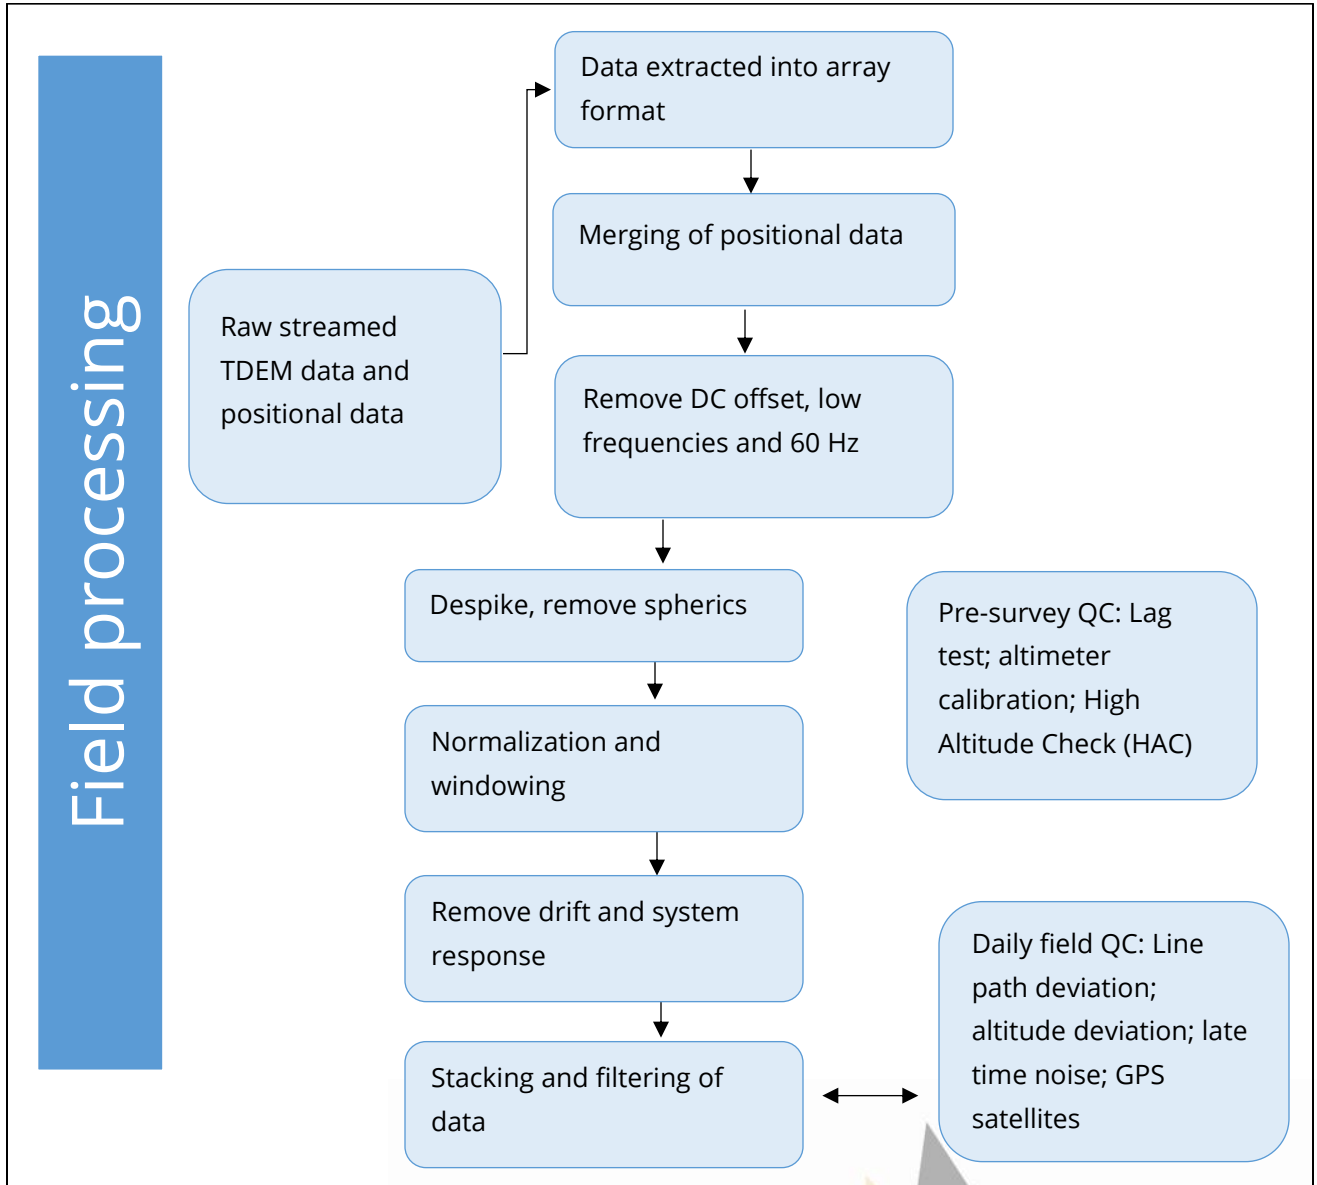 Field processing
Raw streamed
TDEM data and
positional data
Data extracted into array
format
Merging of positional data
Remove DC offset, low
frequencies and 60 Hz
Despike, remove spherics
Normalization and
windowing
Remove drift and system
response
Stacking and filtering of
data
Pre-survey QC: Lag
test; altimeter
calibration; High
Altitude Check (HAC)
Daily field QC: Line
path deviation;
altitude deviation; late
time noise; GPS
satellites